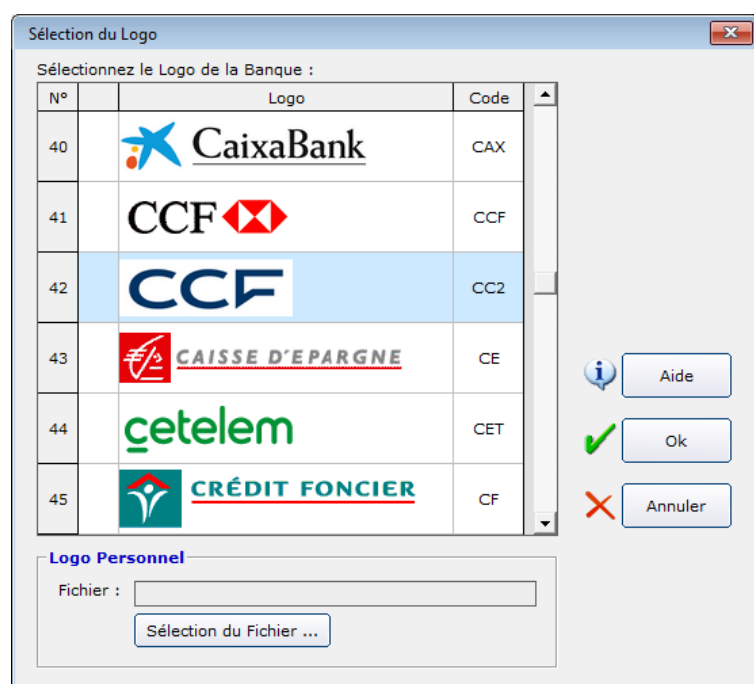 Sélection du Logo
Sélectionnez le Logo de la Banque :
N° Logo Code
40 CaixaBank CAX
41 CCF CCF
42 CCF CC2
43 CAISSE D'EPARGNE CE
44 cetelem CET
45 CRÉDIT FONCIER CF
Aide
Ok
Annuler
Logo Personnel
Fichier :
Sélection du Fichier ...